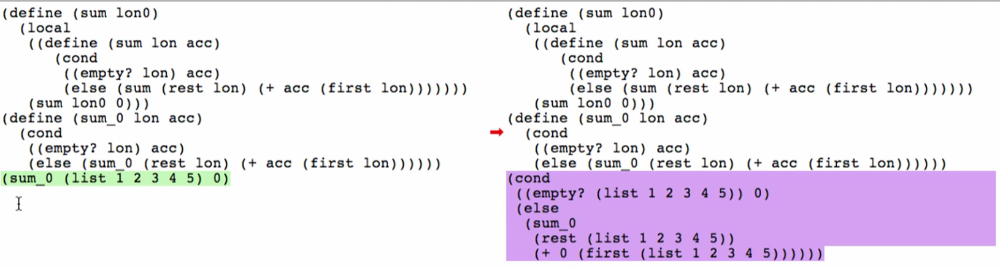 (define (sum lon0)
  (local
   ((define (sum lon acc)
      (cond
       ((empty? lon) acc)
       (else (sum (rest lon) (+ acc (first lon)))))))
   (sum lon0 0)))
(define (sum_0 lon acc)
  (cond
   ((empty? lon) acc)
   (else (sum_0 (rest lon) (+ acc (first lon))))))
(sum_0 (list 1 2 3 4 5) 0)
(define (sum lon0)
  (local
   ((define (sum lon acc)
      (cond
       ((empty? lon) acc)
       (else (sum (rest lon) (+ acc (first lon)))))))
   (sum lon0 0)))
(define (sum_0 lon acc)
  (cond
   ((empty? lon) acc)
   (else (sum_0 (rest lon) (+ acc (first lon))))))
(cond
 ((empty? (list 1 2 3 4 5)) 0)
 (else
  (sum_0
   (rest (list 1 2 3 4 5))
   (+ 0 (first (list 1 2 3 4 5))))))